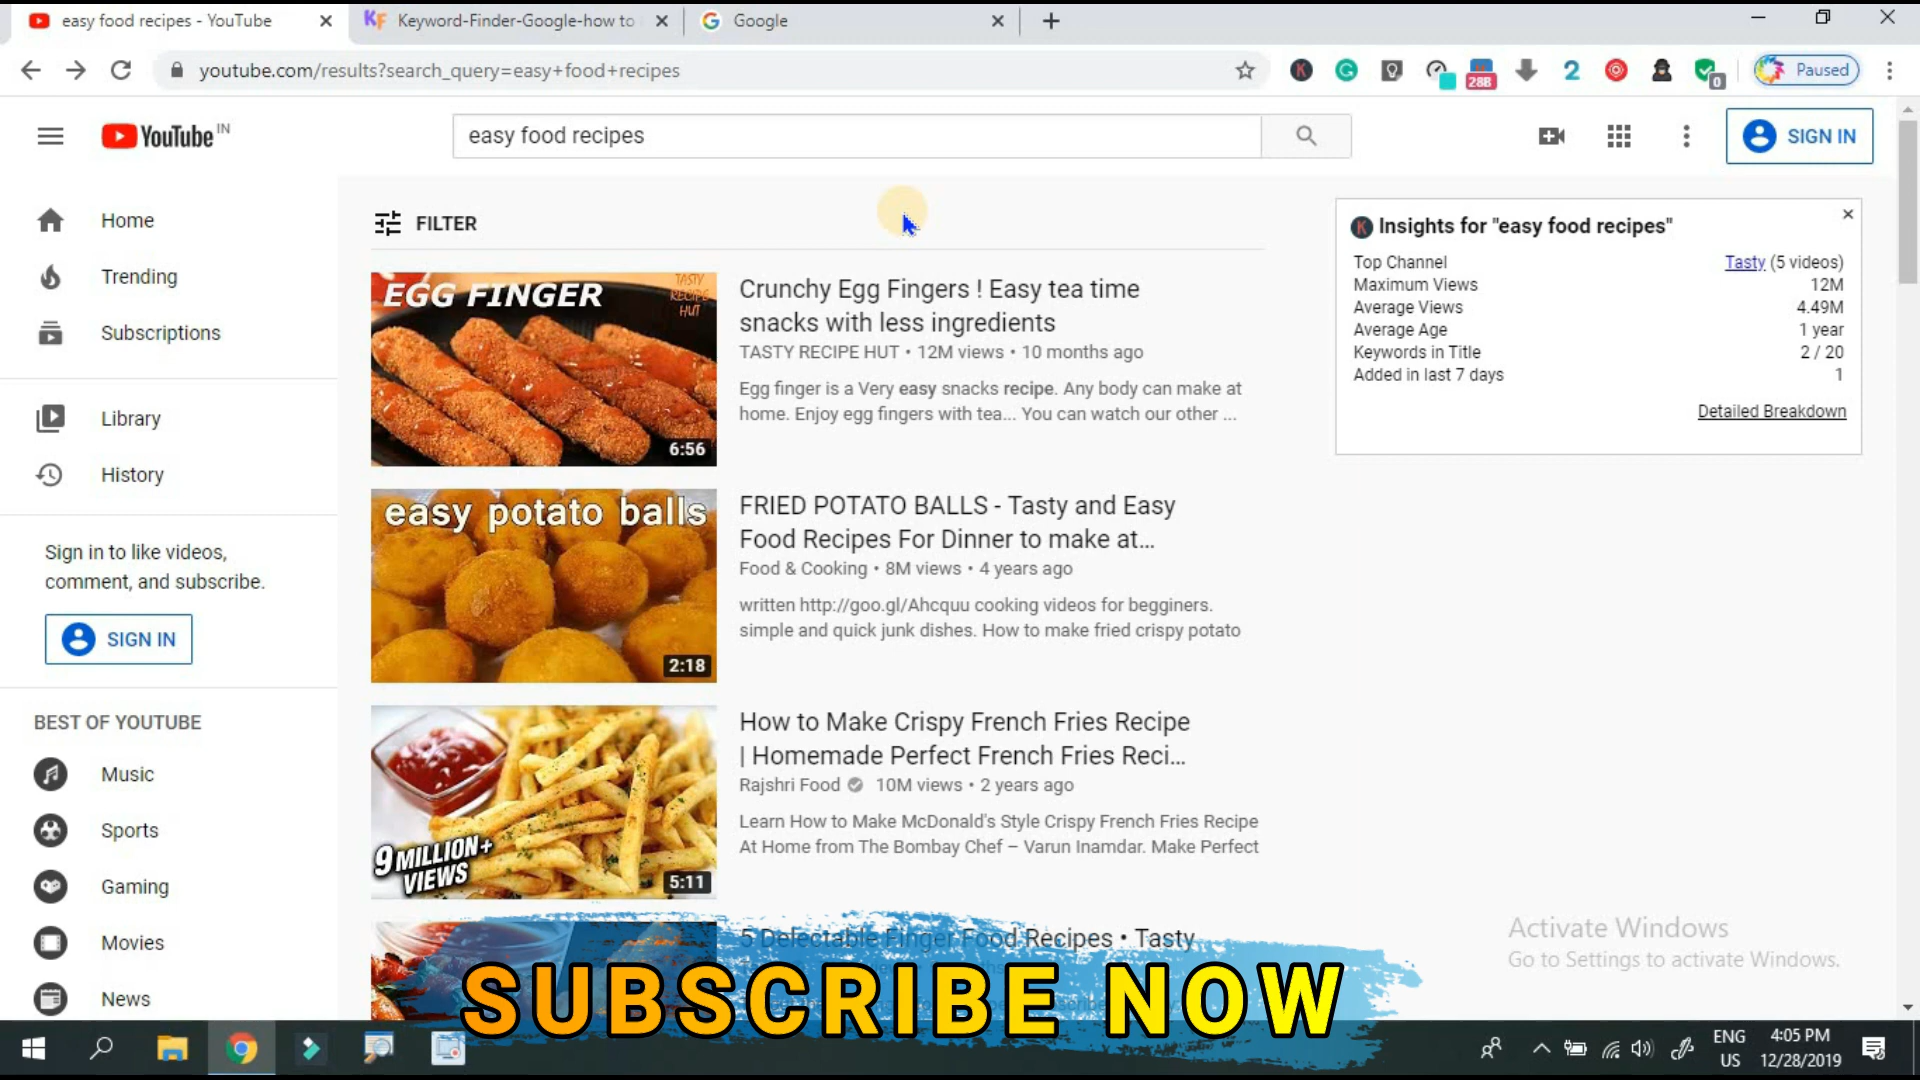 easy food recipes - YouTube
Keyword-Finder-Google-how to
Google
youtube.com/results?search_query=easy+food+recipes
28B
2
0
Paused
YouTube IN
easy food recipes
SIGN IN
Home
Trending
Subscriptions
Library
History
Sign in to like videos,
comment, and subscribe.
SIGN IN
BEST OF YOUTUBE
Music
Sports
Gaming
Movies
News
FILTER
EGG FINGER
TASTY
RECIPE
HUT
6:56
Crunchy Egg Fingers ! Easy tea time
snacks with less ingredients
TASTY RECIPE HUT • 12M views • 10 months ago
Egg finger is a Very easy snacks recipe. Any body can make at
home. Enjoy egg fingers with tea... You can watch our other ...
easy potato balls
2:18
FRIED POTATO BALLS - Tasty and Easy
Food Recipes For Dinner to make at...
Food & Cooking • 8M views • 4 years ago
written http://goo.gl/Ahcquu cooking videos for begginers.
simple and quick junk dishes. How to make fried crispy potato
9 MILLION+
VIEWS
5:11
How to Make Crispy French Fries Recipe
| Homemade Perfect French Fries Reci...
Rajshri Food 10M views • 2 years ago
Learn How to Make McDonald's Style Crispy French Fries Recipe
At Home from The Bombay Chef – Varun Inamdar. Make Perfect
5 Delectable Finger Food Recipes • Tasty
K Insights for "easy food recipes"
Top Channel Tasty (5 videos)
Maximum Views 12M
Average Views 4.49M
Average Age 1 year
Keywords in Title 2 / 20
Added in last 7 days 1
Detailed Breakdown
Activate Windows
Go to Settings to activate Windows.
SUBSCRIBE NOW
ENG
US
4:05 PM
12/28/2019